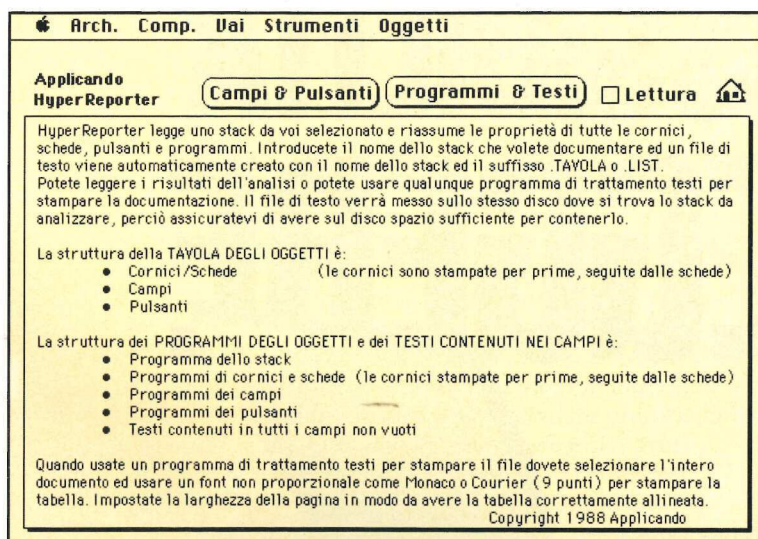 Arch. Comp. Vai Strumenti Oggetti
Applicando
HyperReporter
Campi & Pulsanti
Programmi & Testi
Lettura
HyperReporter legge uno stack da voi selezionato e riassume le proprietà di tutte le cornici,
schede, pulsanti e programmi. Introducete il nome dello stack che volete documentare ed un file di
testo viene automaticamente creato con il nome dello stack ed il suffisso .TAVOLA o .LIST.
Potete leggere i risultati dell'analisi o potete usare qualunque programma di trattamento testi per
stampare la documentazione. Il file di testo verrà messo sullo stesso disco dove si trova lo stack da
analizzare, perciò assicuratevi di avere sul disco spazio sufficiente per contenerlo.
La struttura della TAVOLA DEGLI OGGETTI è:
● Cornici/Schede (le cornici sono stampate per prime, seguite dalle schede)
● Campi
● Pulsanti
La struttura dei PROGRAMMI DEGLI OGGETTI e dei TESTI CONTENUTI NEI CAMPI è:
● Programma dello stack
● Programmi di cornici e schede (le cornici stampate per prime, seguite dalle schede)
● Programmi dei campi
● Programmi dei pulsanti
● Testi contenuti in tutti i campi non vuoti
Quando usate un programma di trattamento testi per stampare il file dovete selezionare l'intero
documento ed usare un font non proporzionale come Monaco o Courier (9 punti) per stampare la
tabella. Impostate la larghezza della pagina in modo da avere la tabella correttamente allineata.
Copyright 1988 Applicando